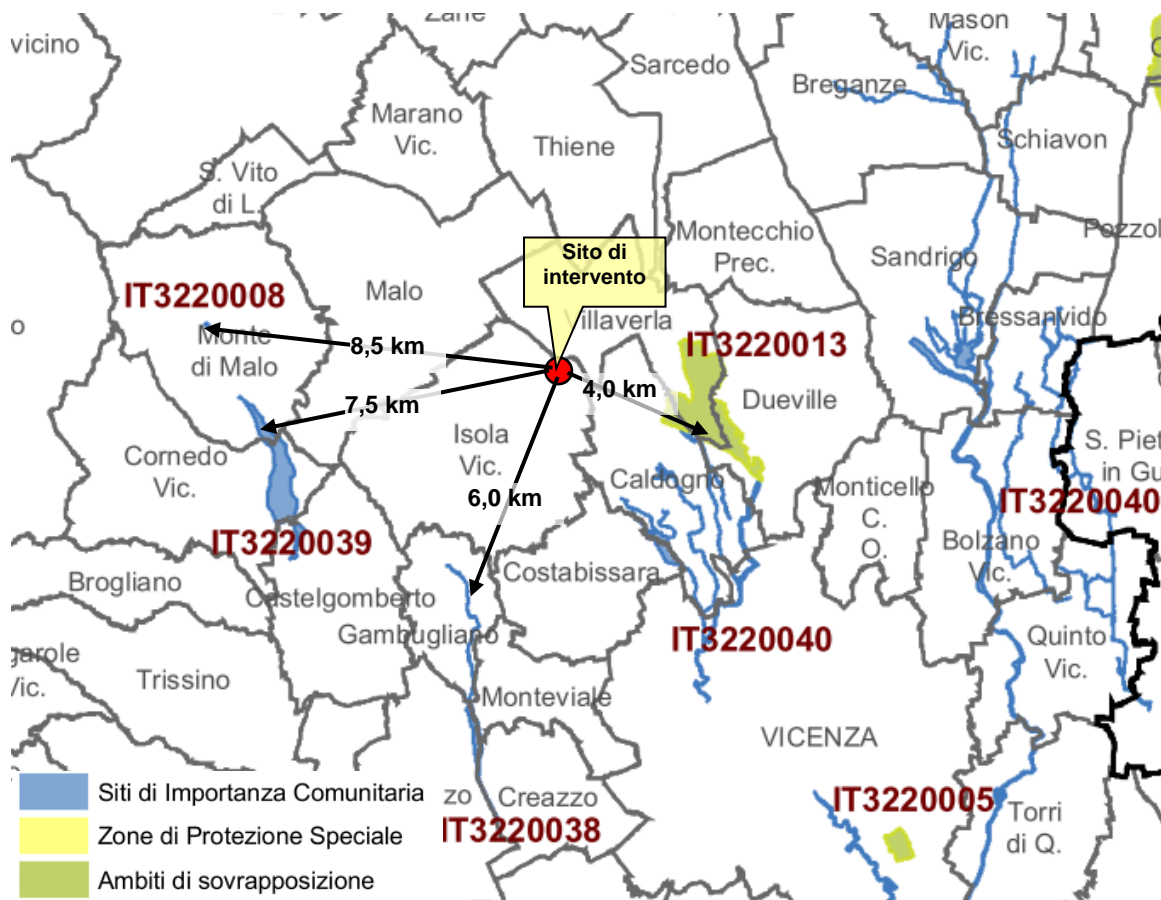 Zane
Mason
Vic.
vicino
Sarcedo
Breganze
Marano
Vic.
Thiene
Schiavon
S. Vito
di L.
Montecchio
Prec.
Pozzol
Sandrigo
Sito di
intervento
Malo
IT3220008
Villaverla
Bressanvido
o
Monte
di Malo
8,5 km
IT3220013
4,0 km
Dueville
7,5 km
Isola
Vic.
S. Piet
in Gu
Cornedo
Vic.
Caldogno
6,0 km
Monticello
C.
O.
IT3220040
IT3220039
Bolzano
Vic.
Brogliano
Costabissara
Castelgomberto
Gambugliano
IT3220040
Quinto
Vic.
garole
Vic.
Trissino
Monteviale
VICENZA
Siti di Importanza Comunitaria
zo
Creazzo
IT3220005
Torri
di Q.
Zone di Protezione Speciale
IT3220038
Ambiti di sovrapposizione